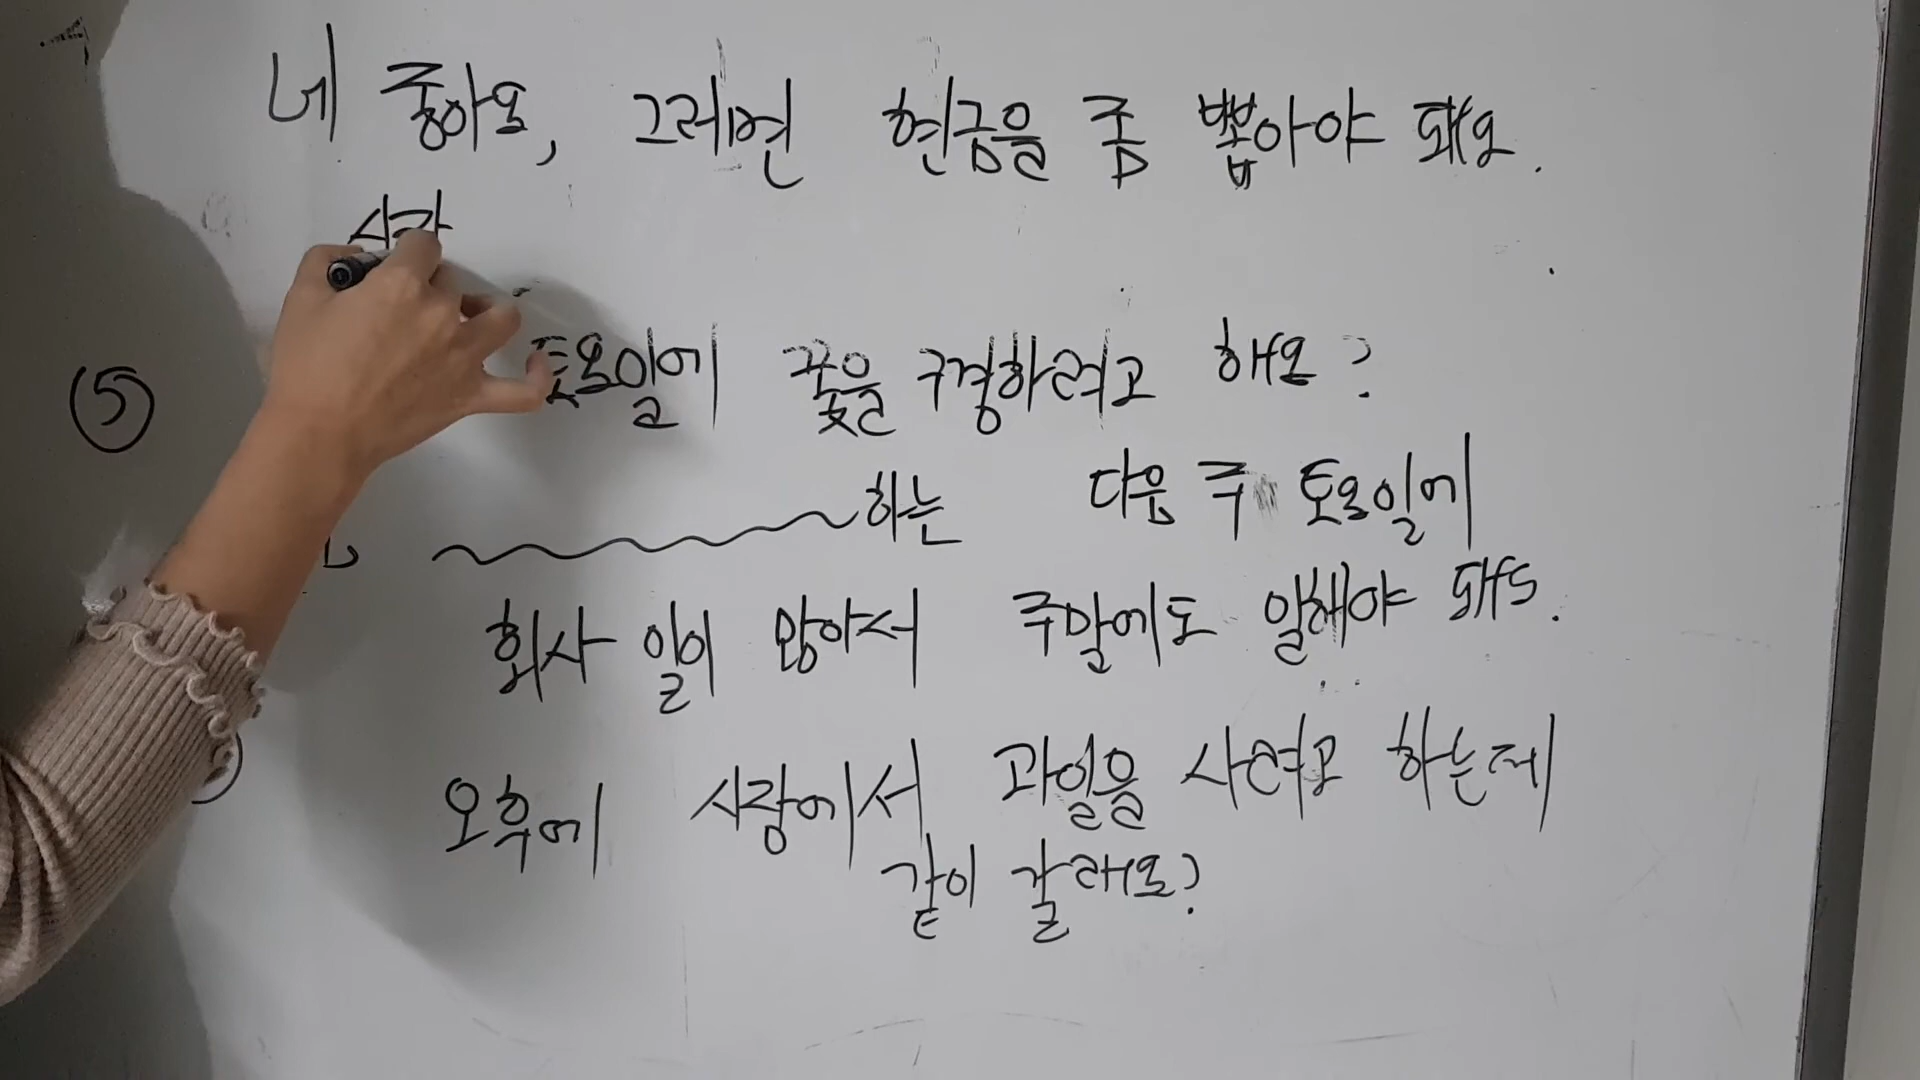 네 좋아요, 그러면 현금을 좀 뽑아야 돼요.
시장
⑤ 토요일에 꽃을 구경하려고 해요?
하는 다음 주 토요일에
회사 일이 많아서 주말에도 일해야 돼요.
오후에 시장에서 과일을 사려고 하는데
같이 갈래요?